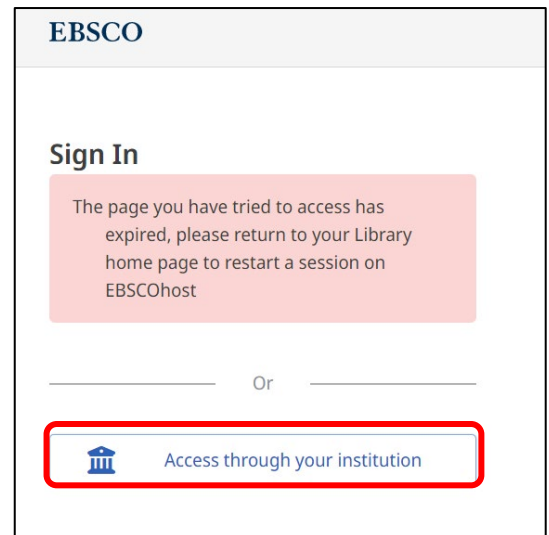 EBSCO
Sign In
The page you have tried to access has
expired, please return to your Library
home page to restart a session on
EBSCOhost
Or
Access through your institution